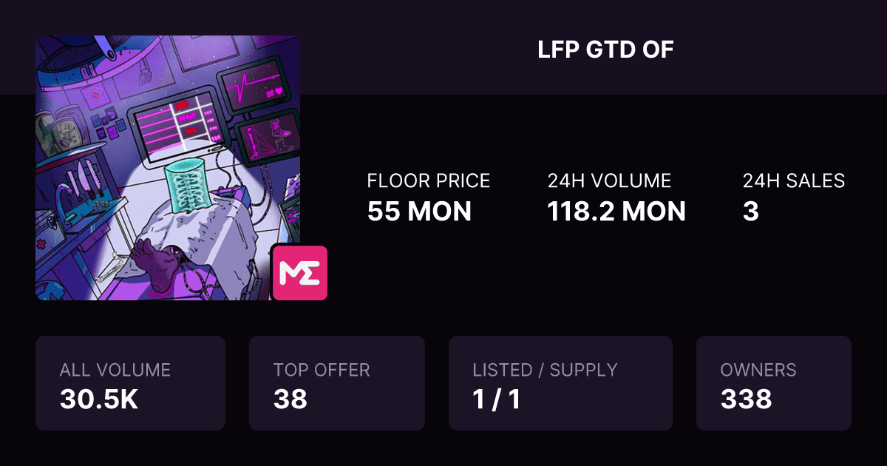 LFP GTD OF
FLOOR PRICE
55 MON
24H VOLUME
118.2 MON
24H SALES
3
ME
ALL VOLUME
30.5K
TOP OFFER
38
LISTED / SUPPLY
1 / 1
OWNERS
338